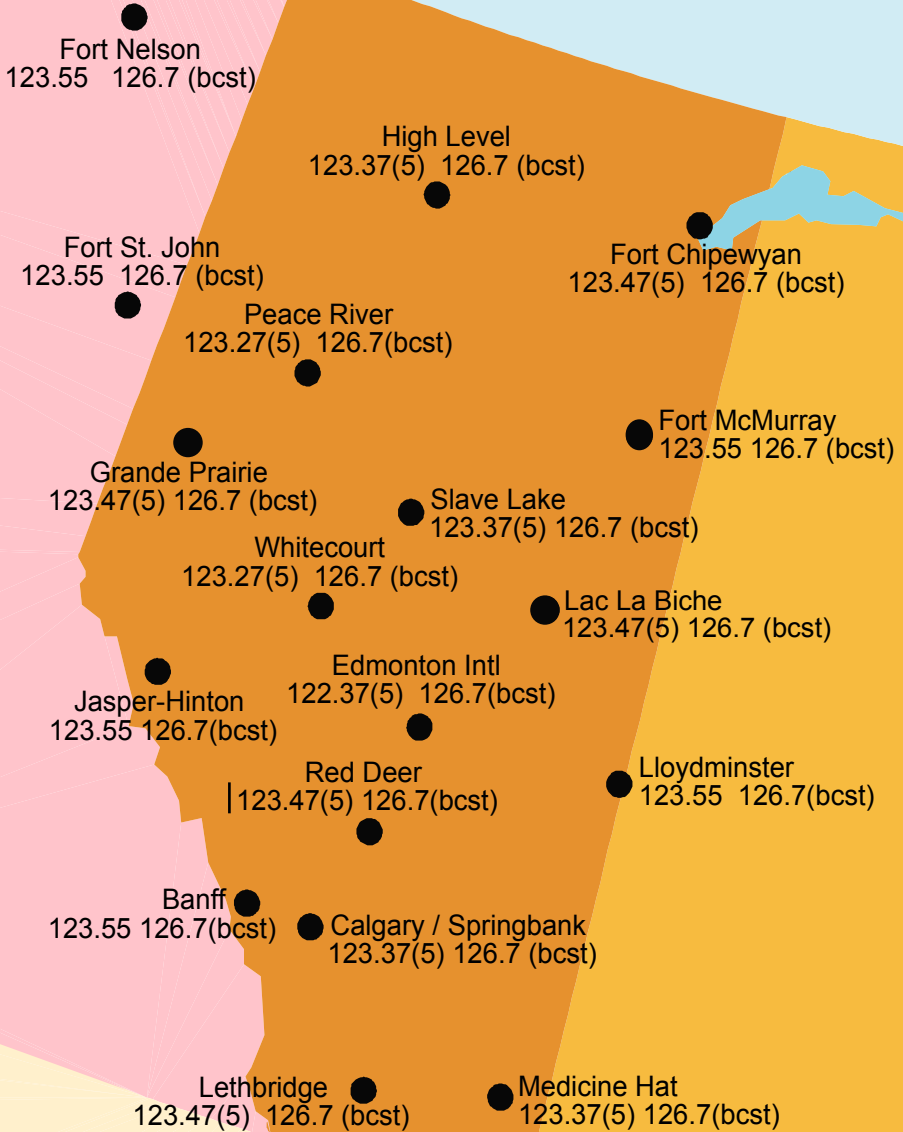 Fort Nelson
123.55 126.7 (bcst)
High Level
123.37(5) 126.7 (bcst)
Fort St. John
123.55 126.7 (bcst)
Fort Chipewyan
123.47(5) 126.7 (bcst)
Peace River
123.27(5) 126.7(bcst)
Fort McMurray
123.55 126.7 (bcst)
Grande Prairie
123.47(5) 126.7 (bcst)
Slave Lake
123.37(5) 126.7 (bcst)
Whitecourt
123.27(5) 126.7 (bcst)
Lac La Biche
123.47(5) 126.7 (bcst)
Edmonton Intl
122.37(5) 126.7(bcst)
Jasper-Hinton
123.55 126.7(bcst)
Red Deer
123.47(5) 126.7(bcst)
Lloydminster
123.55 126.7(bcst)
Banff
123.55 126.7(bcst)
Calgary / Springbank
123.37(5) 126.7 (bcst)
Lethbridge
123.47(5) 126.7 (bcst)
Medicine Hat
123.37(5) 126.7(bcst)